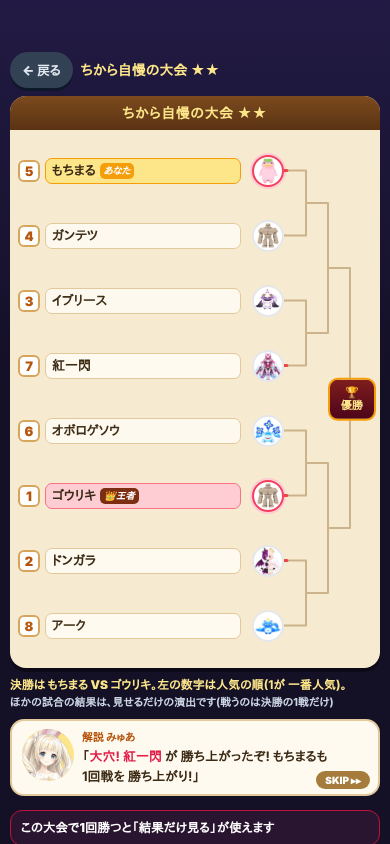 ← 戻る
ちから自慢の大会 ★★
ちから自慢の大会 ★★
5 もちまる あなた
4 ガンテツ
3 イブリース
7 紅一閃
優勝
6 オボロゲソウ
1 ゴウリキ 👑王者
2 ドンガラ
8 アーク
決勝は もちまる VS ゴウリキ。左の数字は人気の順(1が 一番人気)。
ほかの試合の結果は、見せるだけの演出です(戦うのは決勝の1戦だけ)
解説 みゅあ
「大穴! 紅一閃 が 勝ち上がったぞ! もちまるも
1回戦を 勝ち上がり!」
SKIP ▸▸
この大会で1回勝つと「結果だけ見る」が使えます